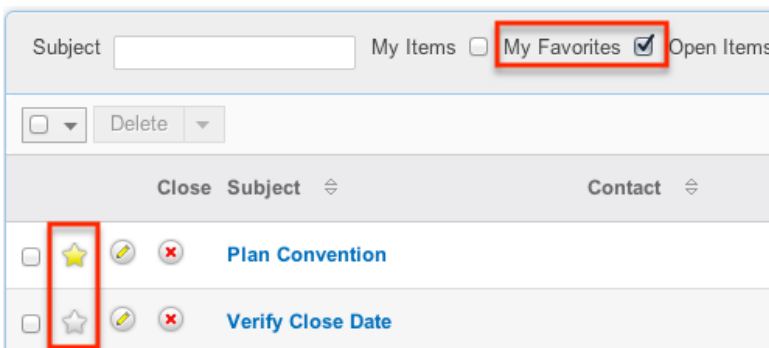 Subject My Items My Favorites Open Items
Delete
Close Subject Contact
Plan Convention
Verify Close Date